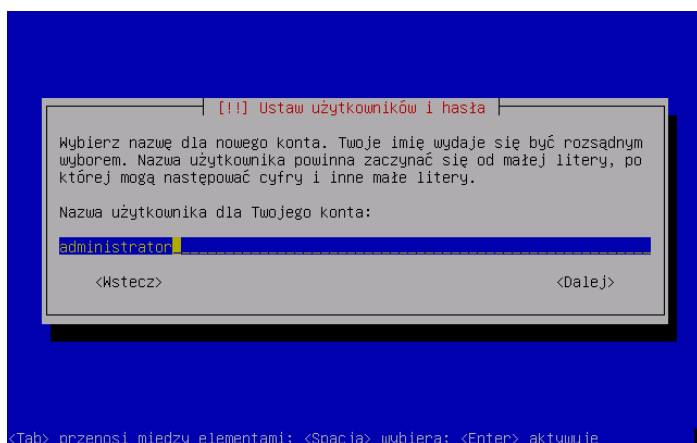 [!!] Ustaw użytkowników i hasła
Wybierz nazwę dla nowego konta. Twoje imię wydaje się być rozsądnym
wyborem. Nazwa użytkownika powinna zaczynać się od małej litery, po
której mogą następować cyfry i inne małe litery.
Nazwa użytkownika dla Twojego konta:
administrator
<Wstecz> <Dalej>
<Tab> przenosi między elementami; <Spacja> wybiera; <Enter> aktywuje